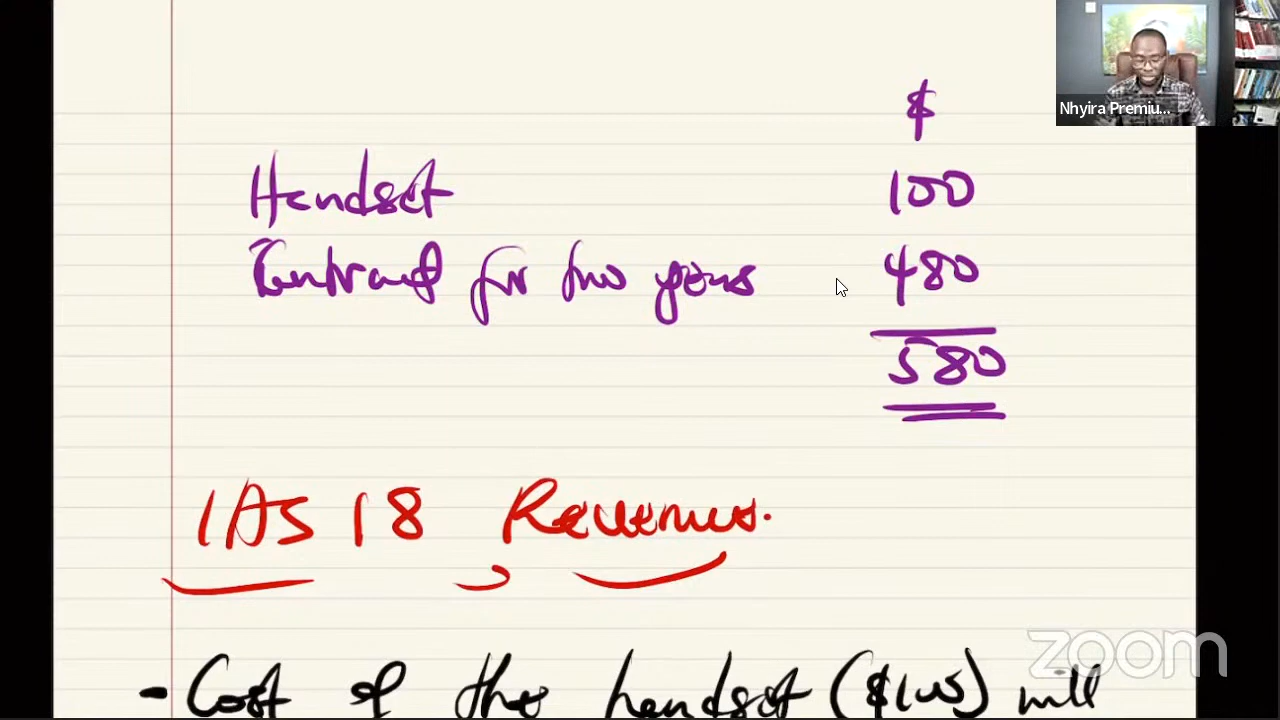 $
Handset 100
Contract for two years 480
580
IAS 18 Revenues.
- Cost of the handset ($100) will
Nhyira Premiu...
zoom